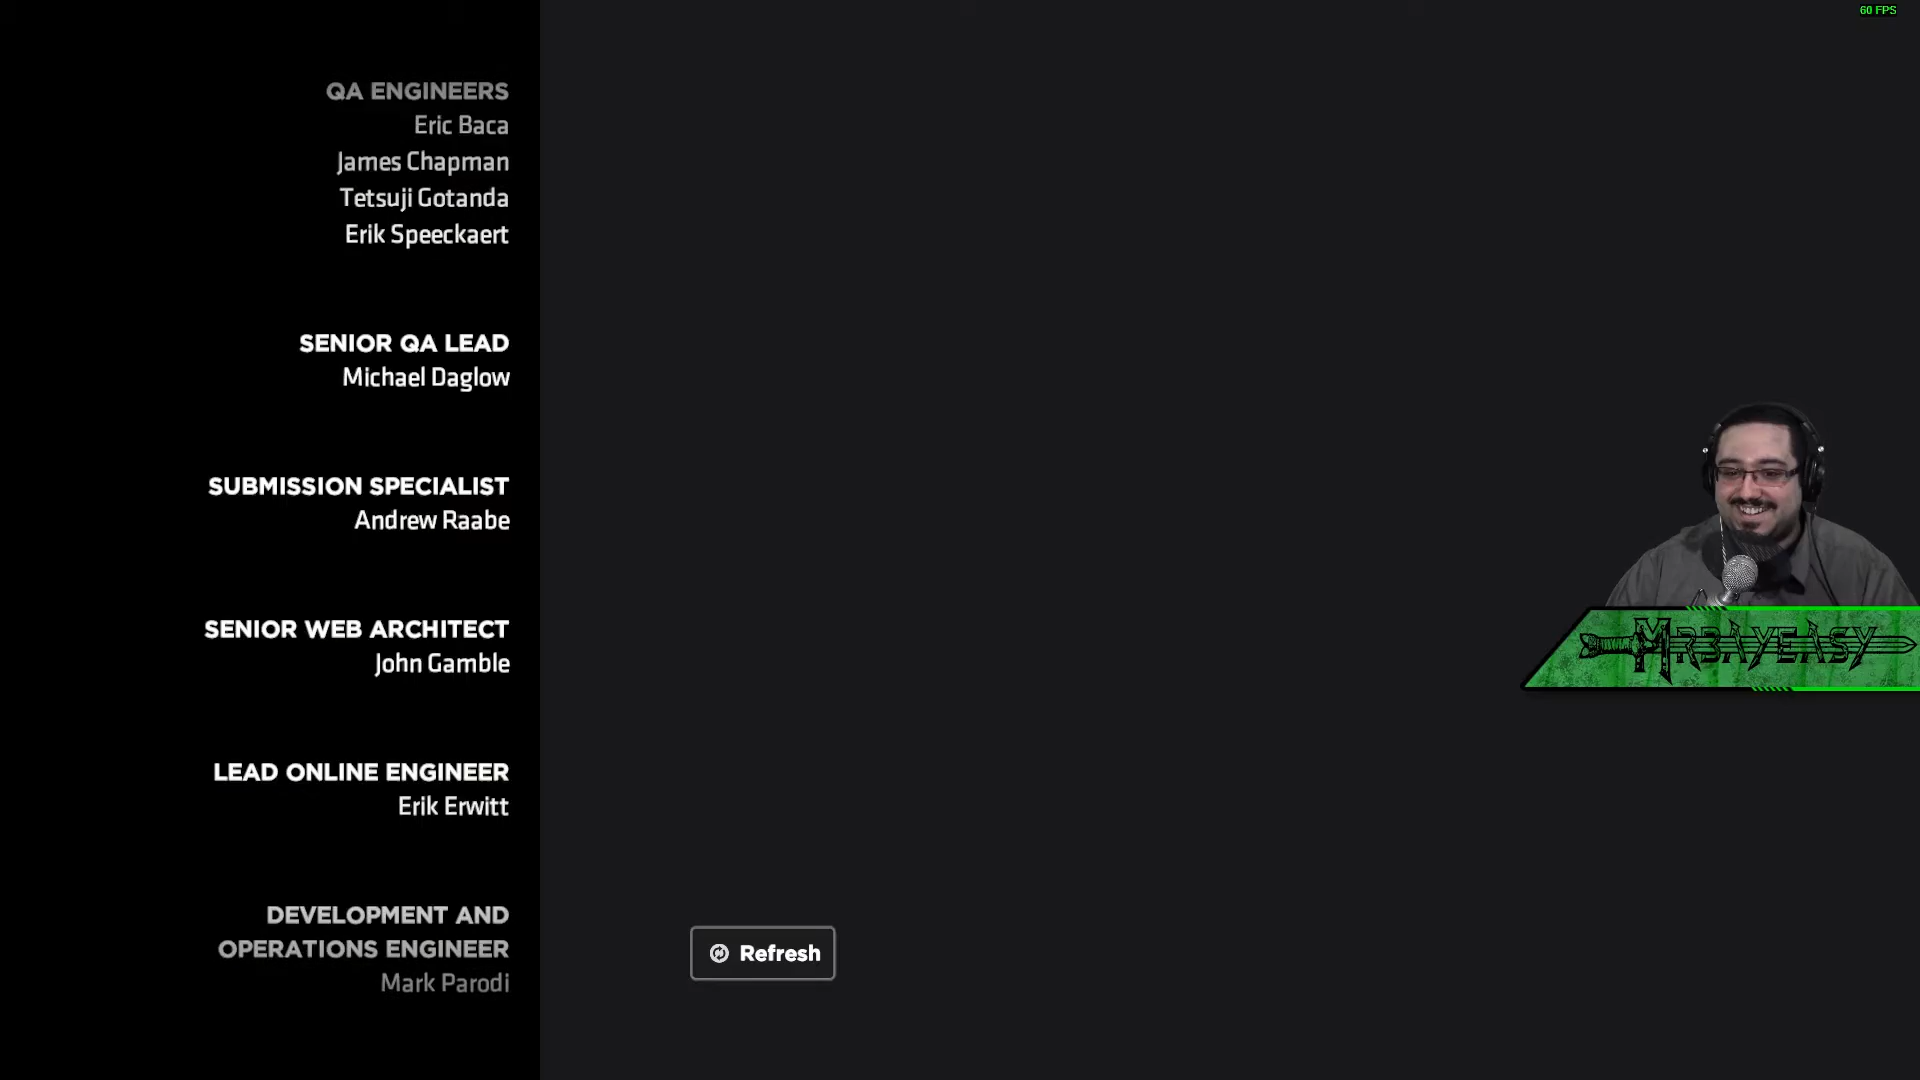 60 FPS
QA ENGINEERS
Eric Baca
James Chapman
Tetsuji Gotanda
Erik Speeckaert
SENIOR QA LEAD
Michael Daglow
SUBMISSION SPECIALIST
Andrew Raabe
SENIOR WEB ARCHITECT
John Gamble
LEAD ONLINE ENGINEER
Erik Erwitt
DEVELOPMENT AND
OPERATIONS ENGINEER
Mark Parodi
Refresh
MR3AYEASY